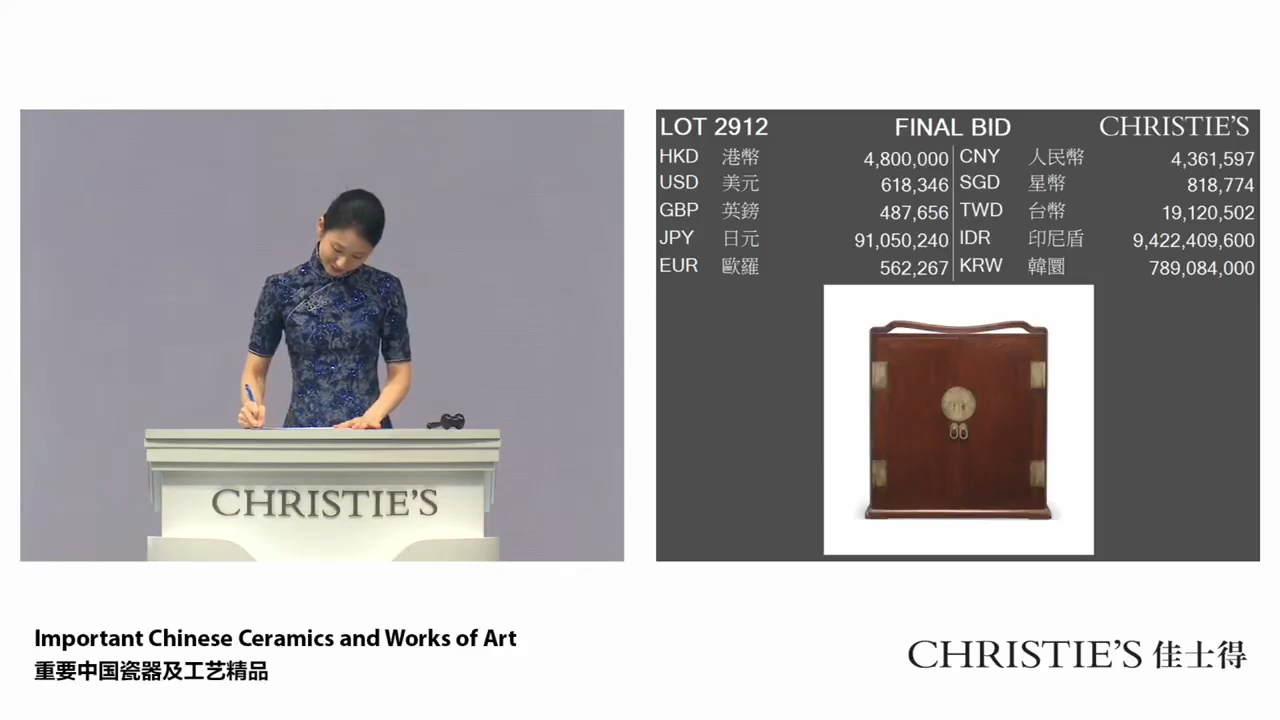 LOT 2912 FINAL BID CHRISTIE'S
HKD 港幣 4,800,000 CNY 人民幣 4,361,597
USD 美元 618,346 SGD 星幣 818,774
GBP 英鎊 487,656 TWD 台幣 19,120,502
JPY 日元 91,050,240 IDR 印尼盾 9,422,409,600
EUR 歐羅 562,267 KRW 韓圜 789,084,000
CHRISTIE'S
Important Chinese Ceramics and Works of Art
重要中国瓷器及工艺精品
CHRISTIE'S 佳士得